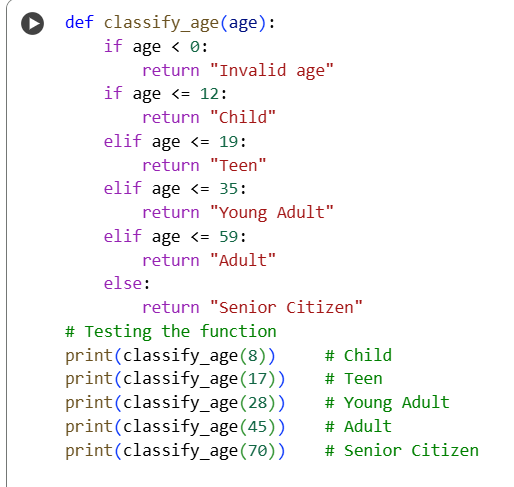 def classify_age(age):
    if age < 0:
        return "Invalid age"
    if age <= 12:
        return "Child"
    elif age <= 19:
        return "Teen"
    elif age <= 35:
        return "Young Adult"
    elif age <= 59:
        return "Adult"
    else:
        return "Senior Citizen"
# Testing the function
print(classify_age(8))     # Child
print(classify_age(17))    # Teen
print(classify_age(28))    # Young Adult
print(classify_age(45))    # Adult
print(classify_age(70))    # Senior Citizen